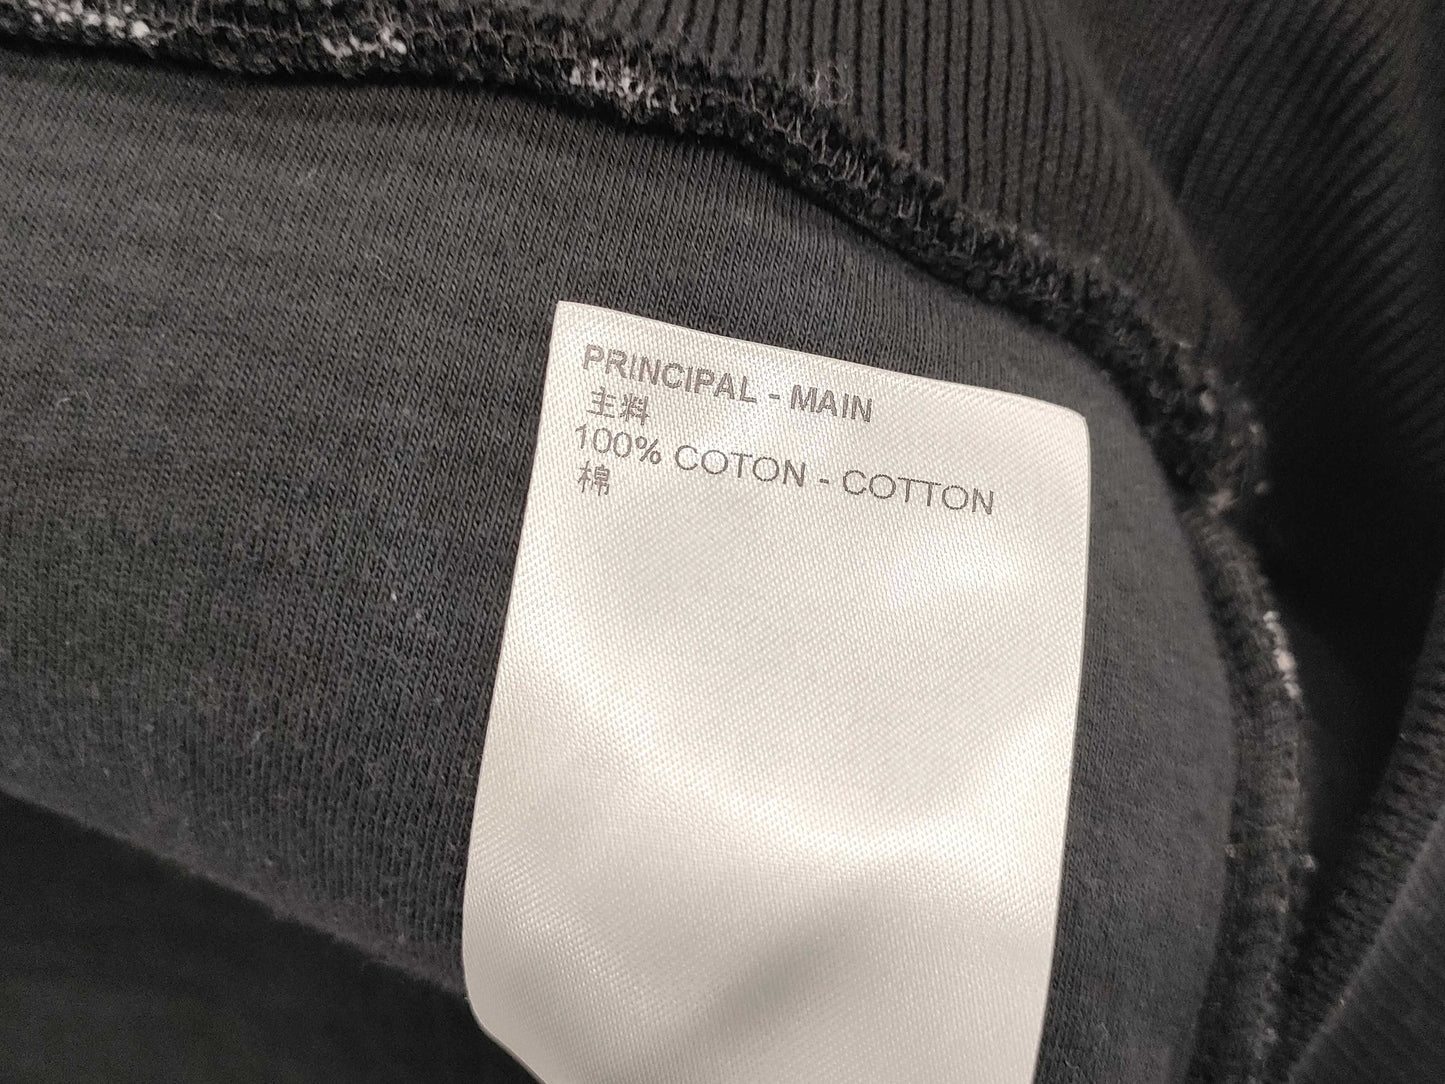 PRINCIPAL - MAIN
主料
100% COTON - COTTON
棉